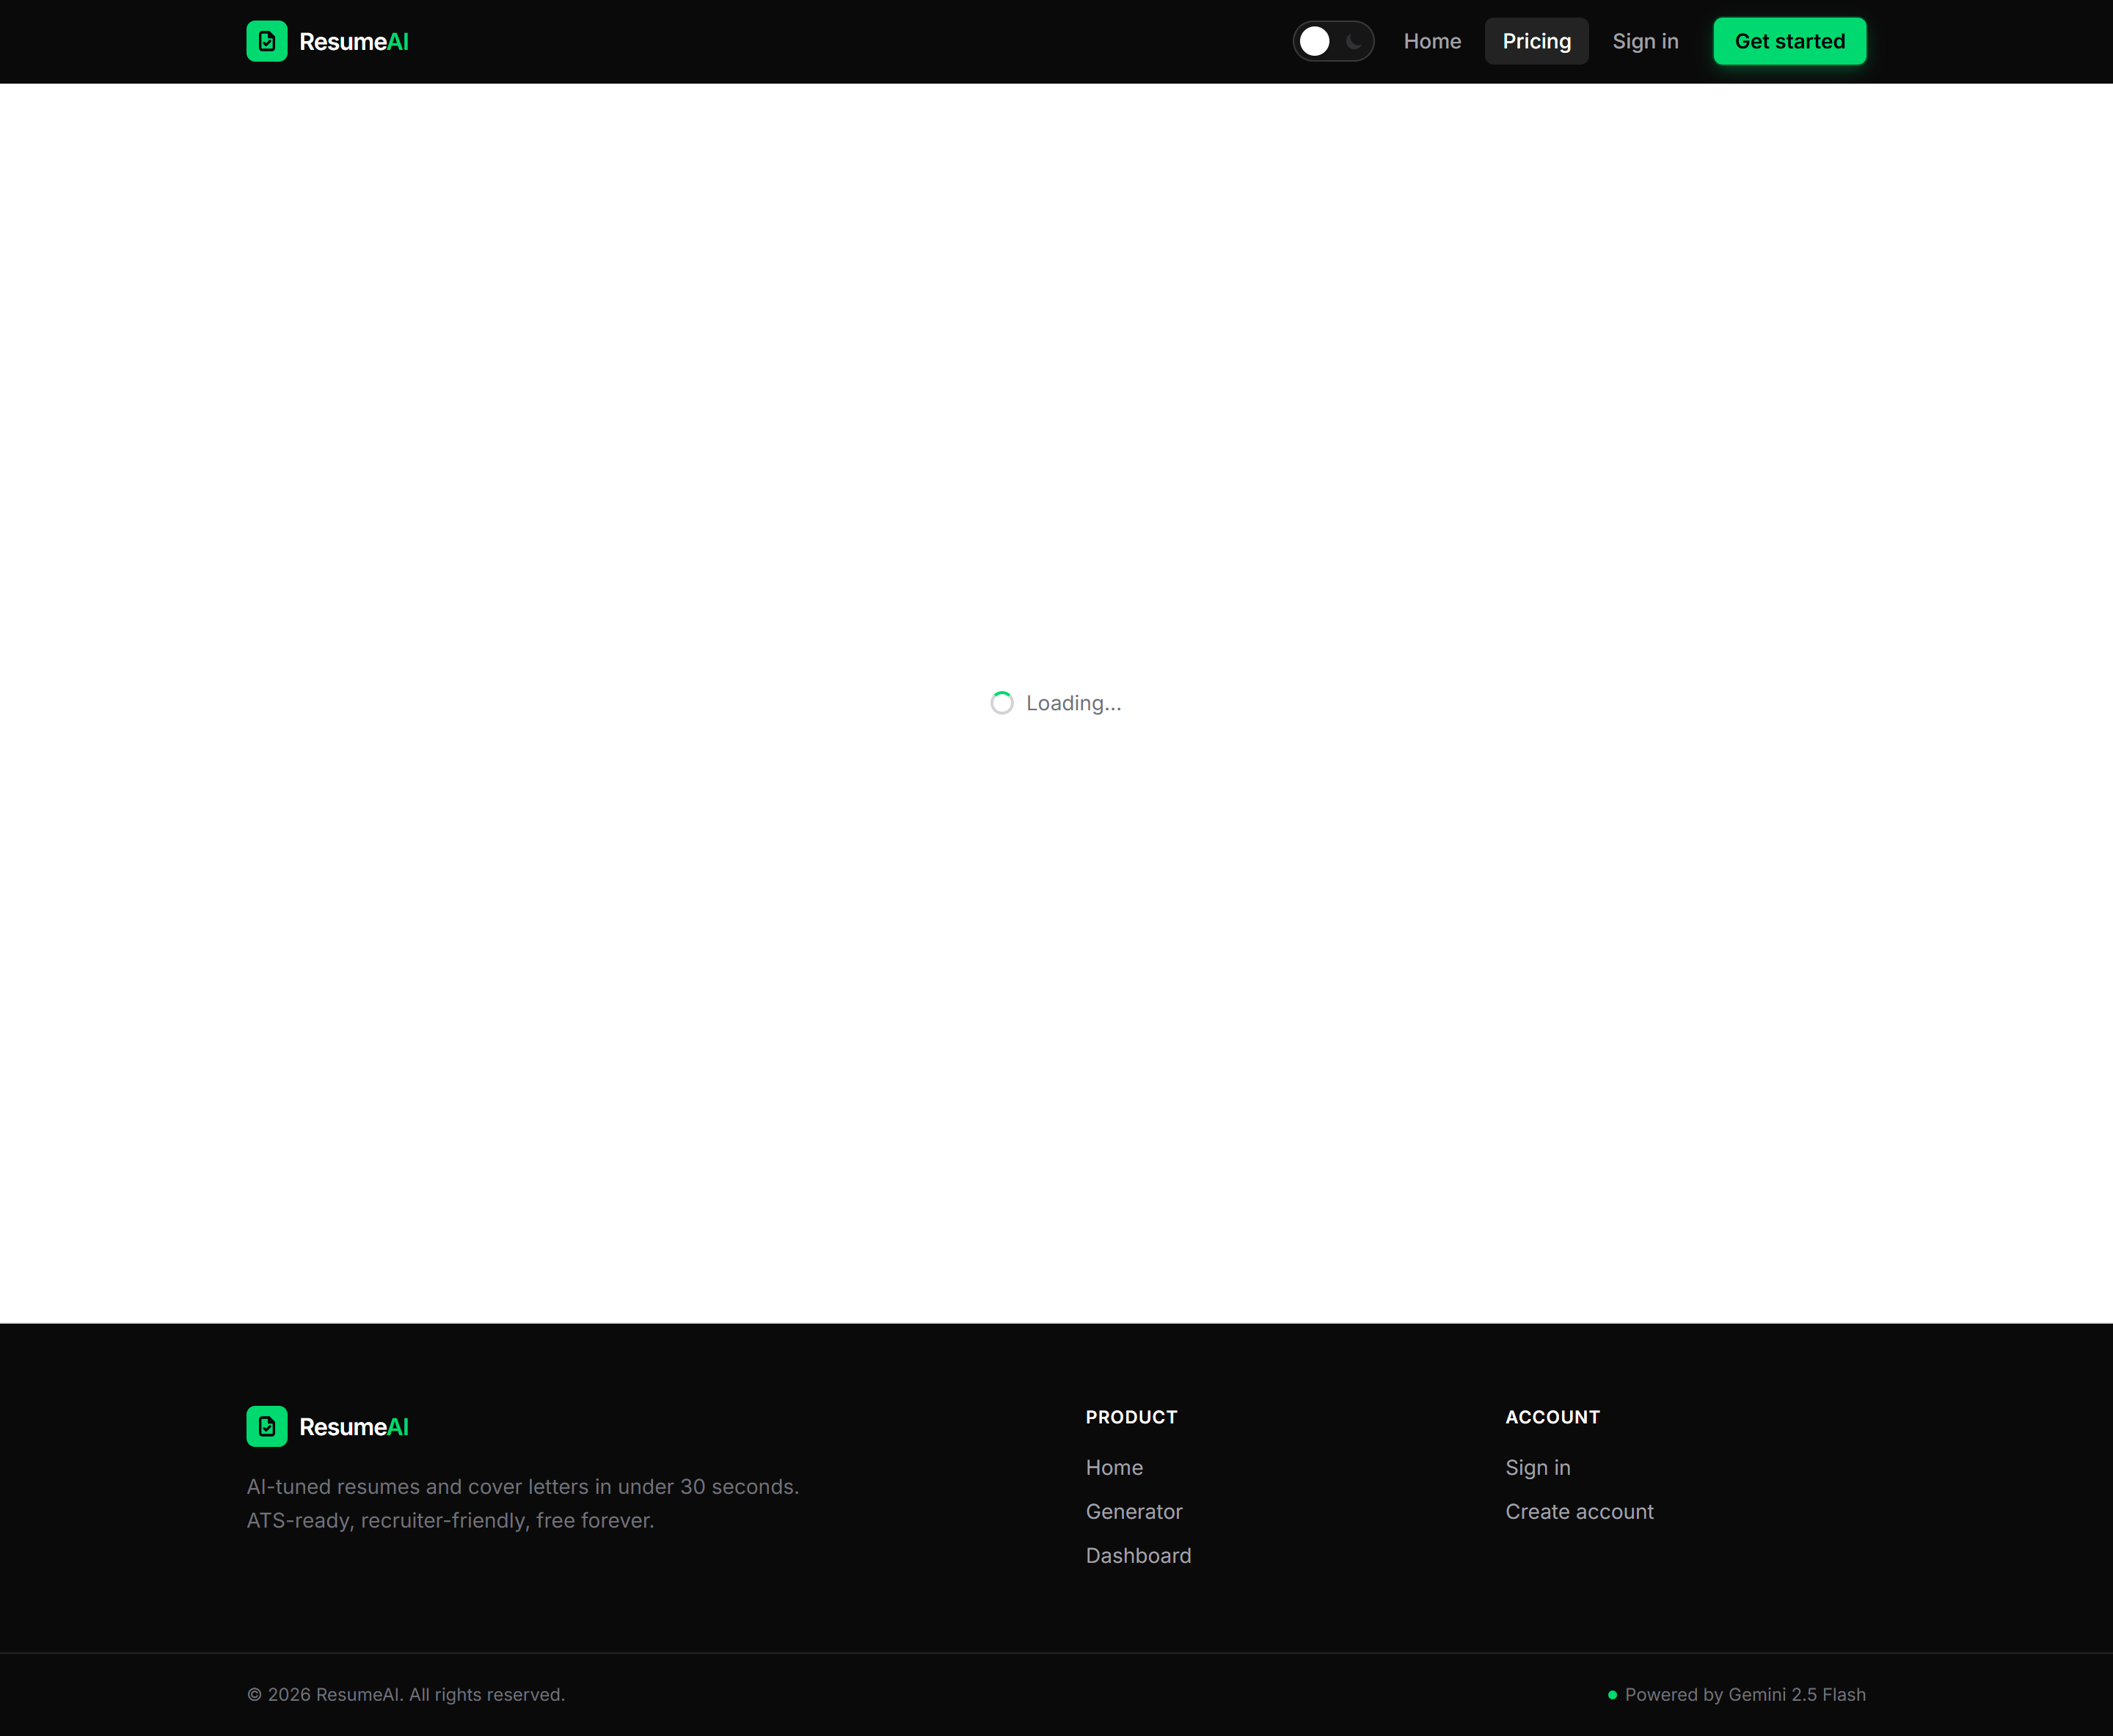 ResumeAI
Home
Pricing
Sign in
Get started
Loading...
ResumeAI
AI-tuned resumes and cover letters in under 30 seconds.
ATS-ready, recruiter-friendly, free forever.
PRODUCT
Home
Generator
Dashboard
ACCOUNT
Sign in
Create account
© 2026 ResumeAI. All rights reserved.
Powered by Gemini 2.5 Flash